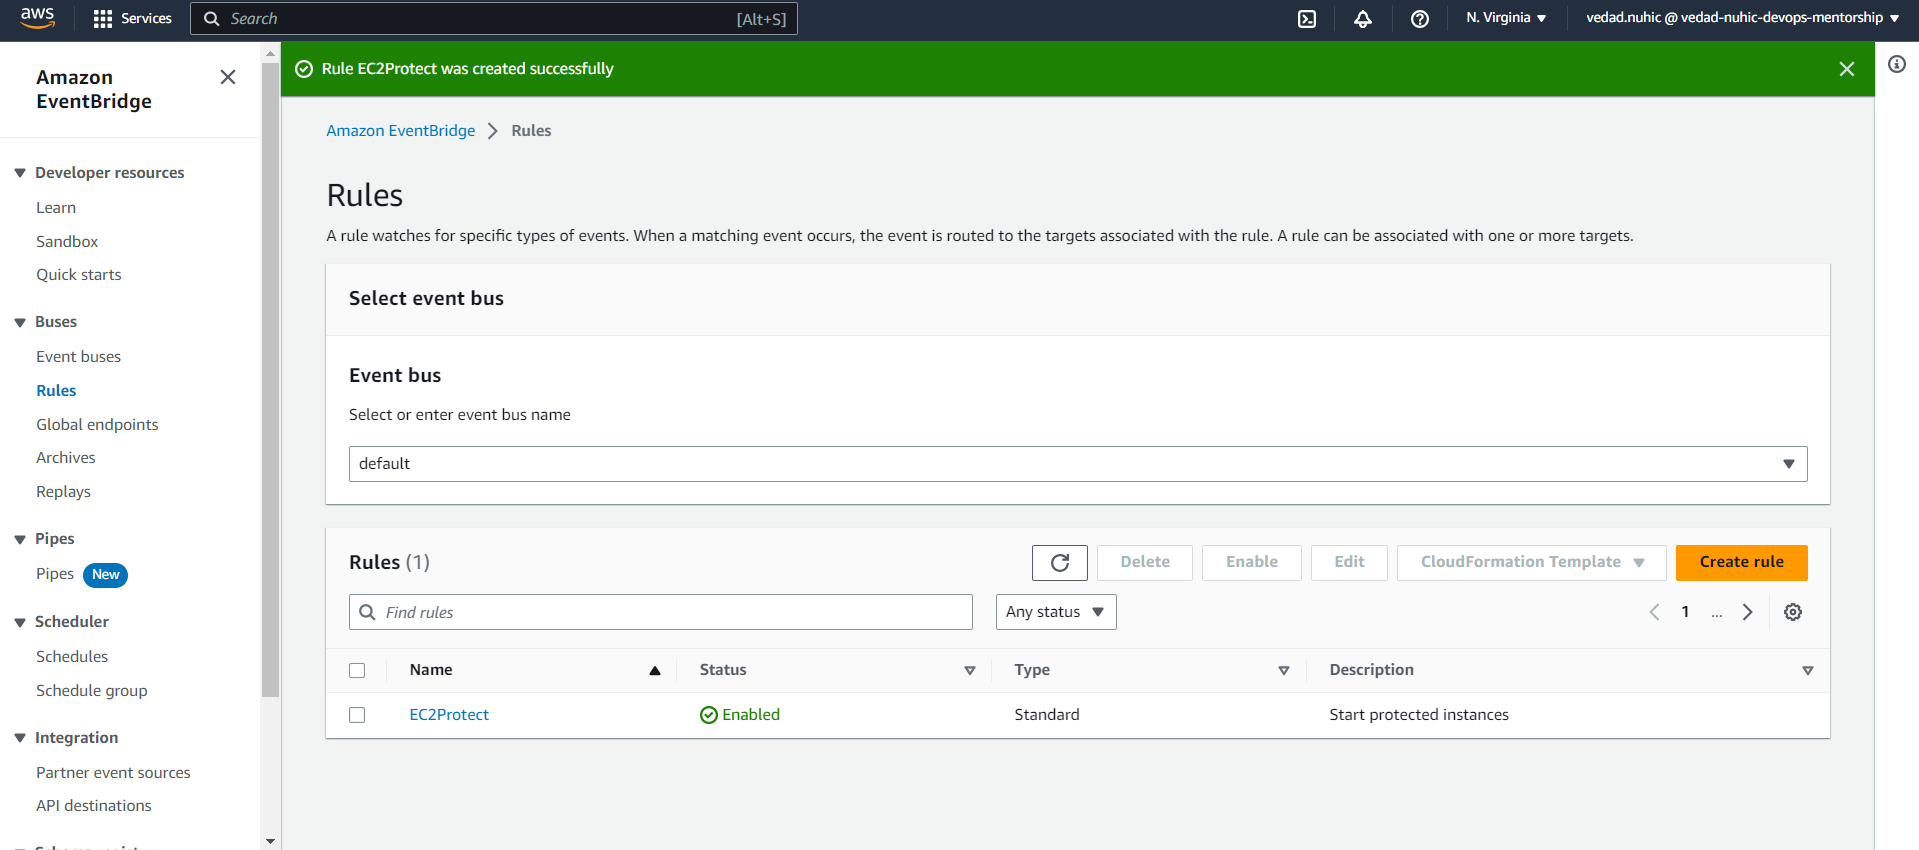 aws
Services
Search
[Alt+S]
N. Virginia
vedad.nuhic @ vedad-nuhic-devops-mentorship
Amazon
EventBridge
Developer resources
Learn
Sandbox
Quick starts
Buses
Event buses
Rules
Global endpoints
Archives
Replays
Pipes
Pipes New
Scheduler
Schedules
Schedule group
Integration
Partner event sources
API destinations
Rule EC2Protect was created successfully
Amazon EventBridge > Rules
Rules
A rule watches for specific types of events. When a matching event occurs, the event is routed to the targets associated with the rule. A rule can be associated with one or more targets.
Select event bus
Event bus
Select or enter event bus name
default
Rules (1)
Delete
Enable
Edit
CloudFormation Template
Create rule
Find rules
Any status
1 ...
Name Status Type Description
EC2Protect Enabled Standard Start protected instances